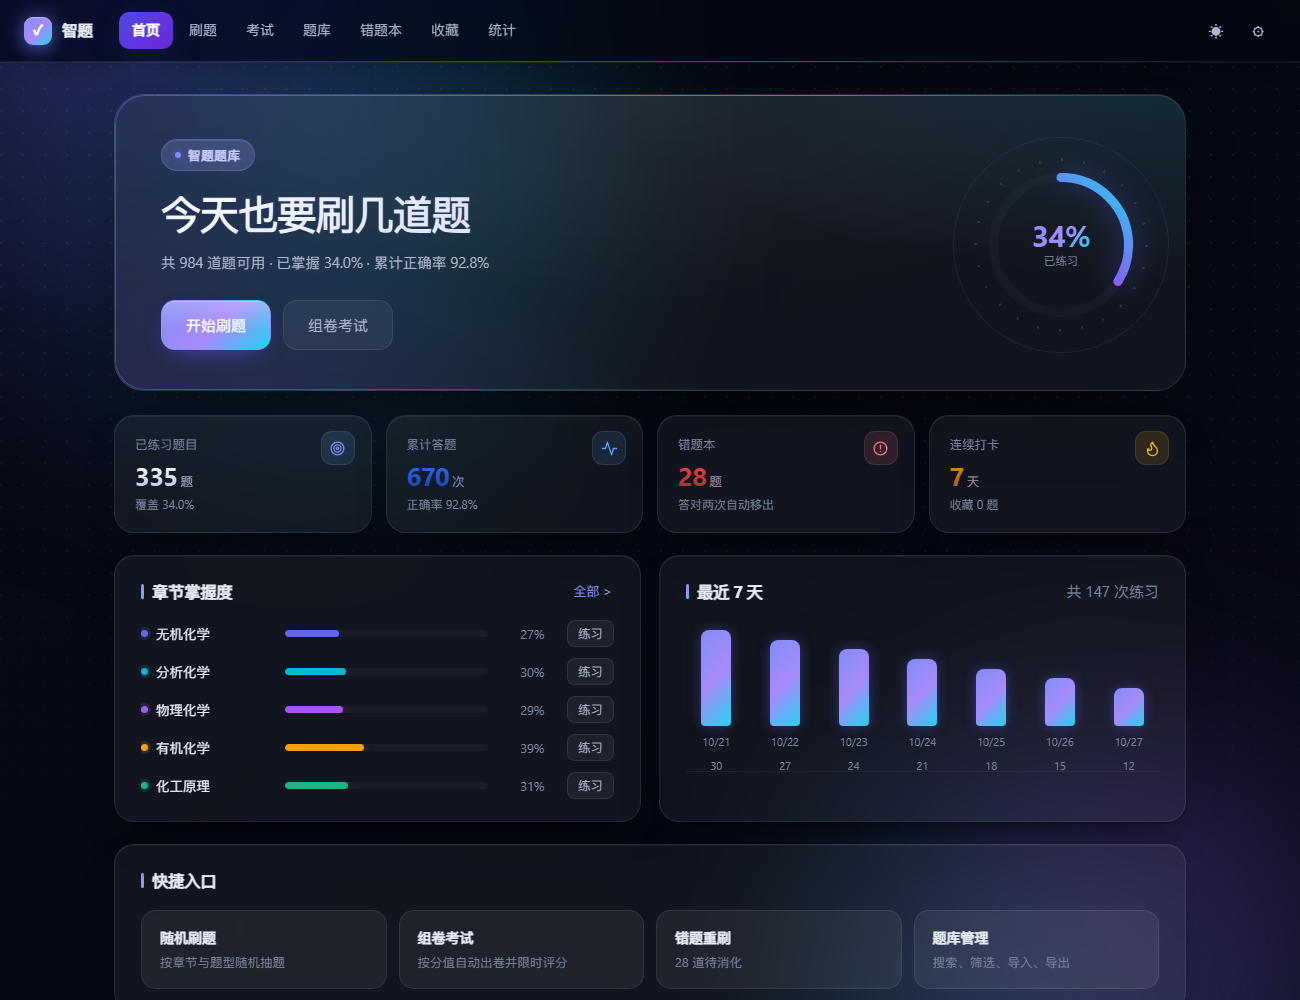 智题 首页 刷题 考试 题库 错题本 收藏 统计
智题题库
今天也要刷几道题
共 984 道题可用 · 已掌握 34.0% · 累计正确率 92.8%
开始刷题 组卷考试
34%
已练习
已练习题目
335 题
覆盖 34.0%
累计答题
670 次
正确率 92.8%
错题本
28 题
答对两次自动移出
连续打卡
7 天
收藏 0 题
章节掌握度 全部 >
无机化学 27% 练习
分析化学 30% 练习
物理化学 29% 练习
有机化学 39% 练习
化工原理 31% 练习
最近 7 天 共 147 次练习
10/21 10/22 10/23 10/24 10/25 10/26 10/27
30 27 24 21 18 15 12
快捷入口
随机刷题
按章节与题型随机抽题
组卷考试
按分值自动出卷并限时评分
错题重刷
28 道待消化
题库管理
搜索、筛选、导入、导出